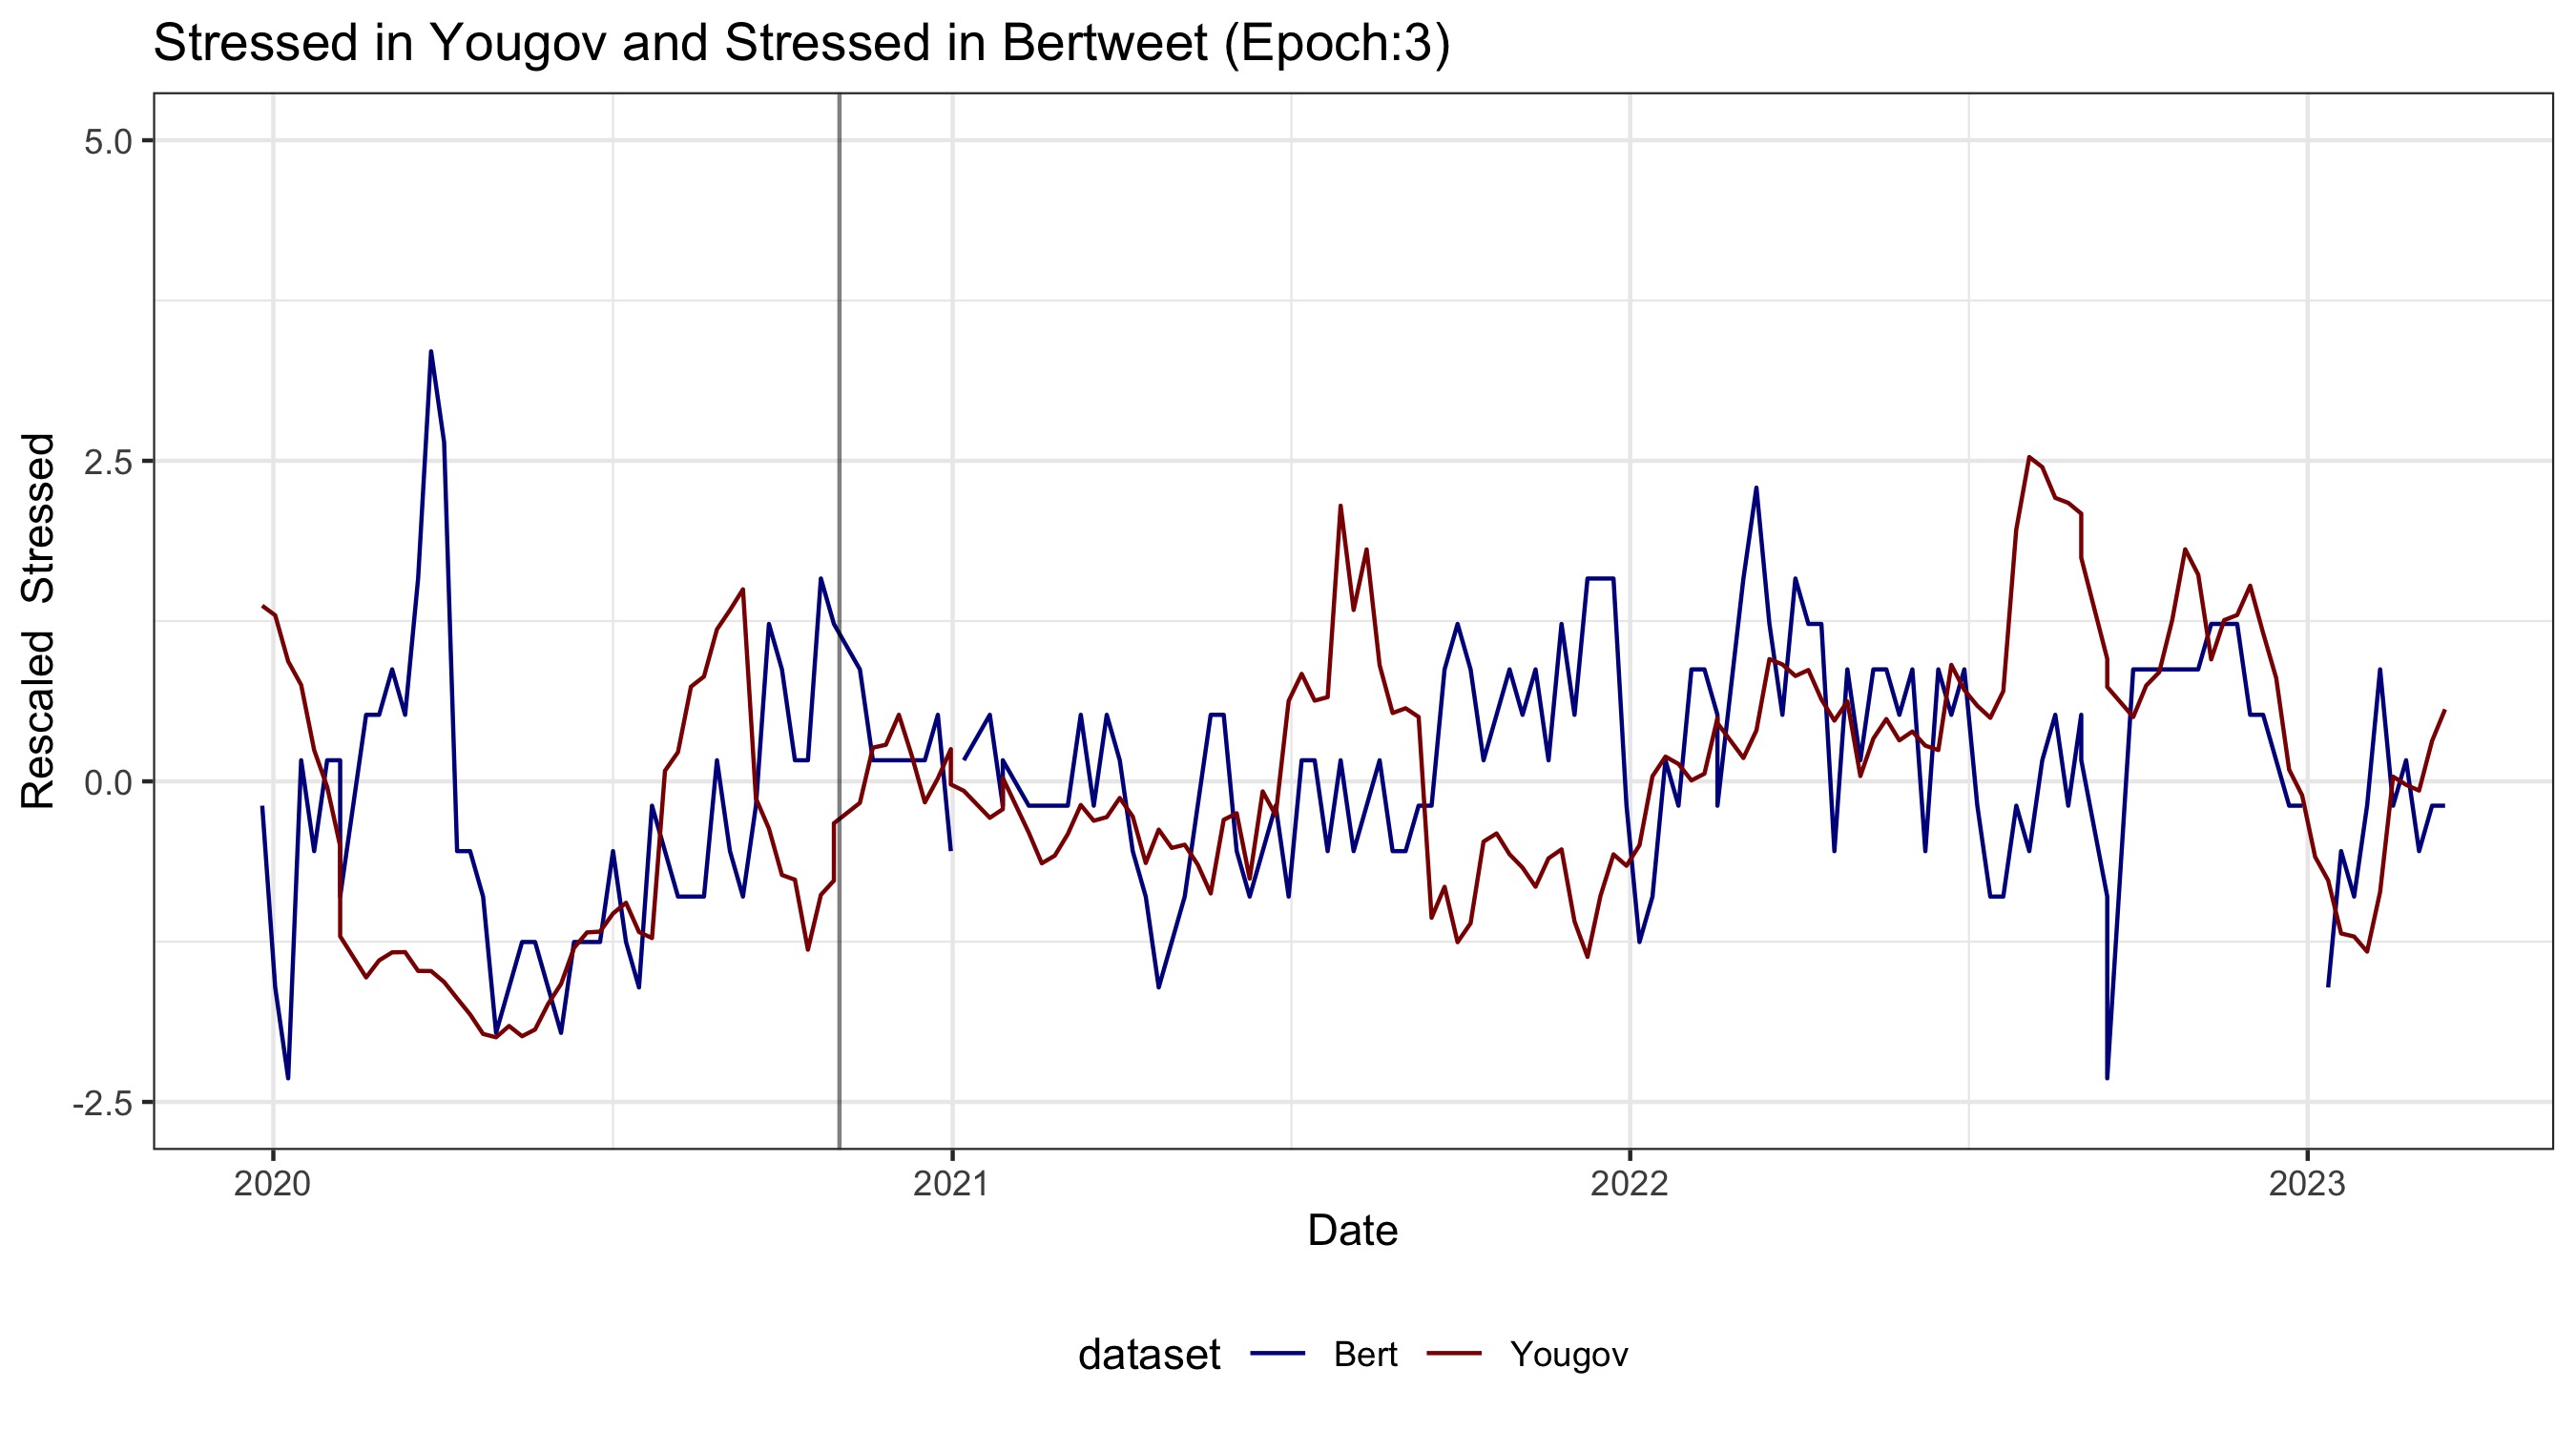 Stressed in Yougov and Stressed in Bertweet (Epoch:3)
5.0
2.5
0.0
-2.5
Rescaled Stressed
2020 2021 2022 2023
Date
dataset Bert Yougov